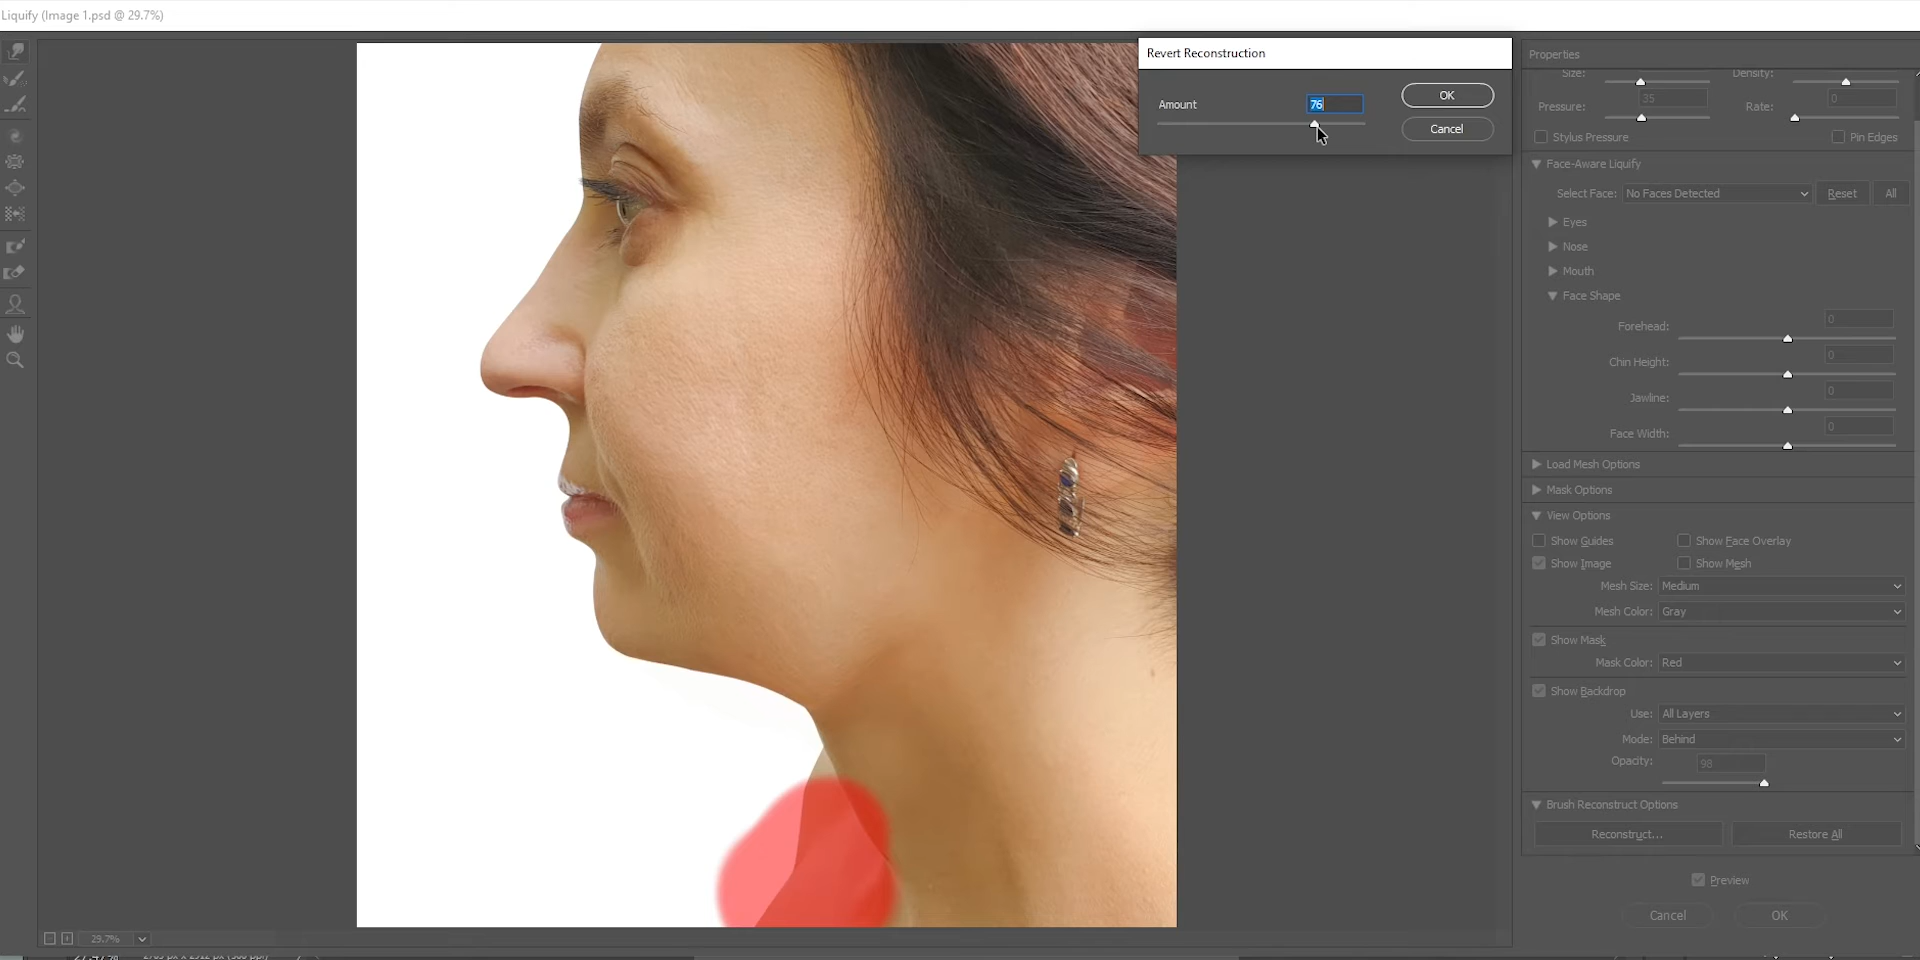 Liquify (Image 1.psd @ 29.7%)
Revert Reconstruction
Amount
76
OK
Cancel
Properties
Size:
Density:
Pressure:
35
Rate:
0
Stylus Pressure
Pin Edges
Face-Aware Liquify
Select Face:
No Faces Detected
Reset
All
Eyes
Nose
Mouth
Face Shape
Forehead:
0
Chin Height:
0
Jawline:
0
Face Width:
0
Load Mesh Options
Mask Options
View Options
Show Guides
Show Face Overlay
Show Image
Show Mesh
Mesh Size:
Medium
Mesh Color:
Gray
Show Mask
Mask Color:
Red
Show Backdrop
Use:
All Layers
Mode:
Behind
Opacity:
98
Brush Reconstruct Options
Reconstruct...
Restore All
Preview
Cancel
OK
29.7%